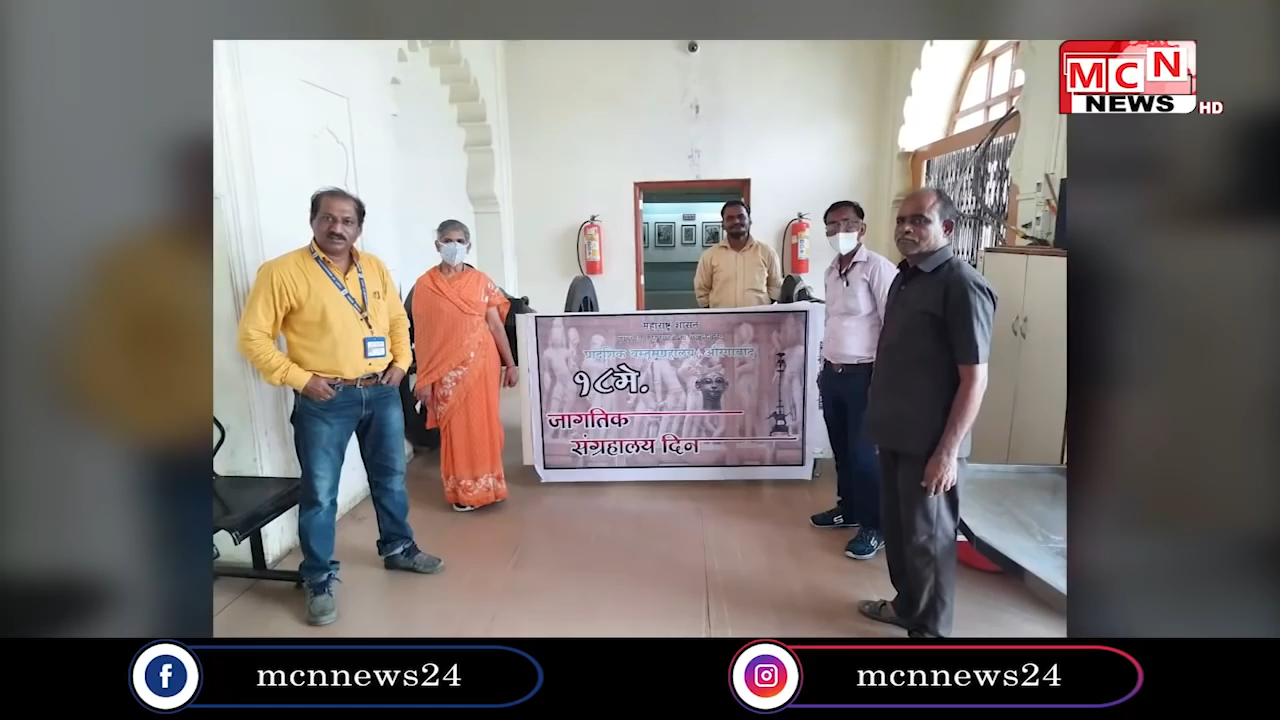 MCN
NEWS HD
महाराष्ट्र शासन
प्रादेशिक वस्तुसंग्रहालय, औरंगाबाद
१८मे.
जागतिक
संग्रहालय दिन
mcnnews24
mcnnews24